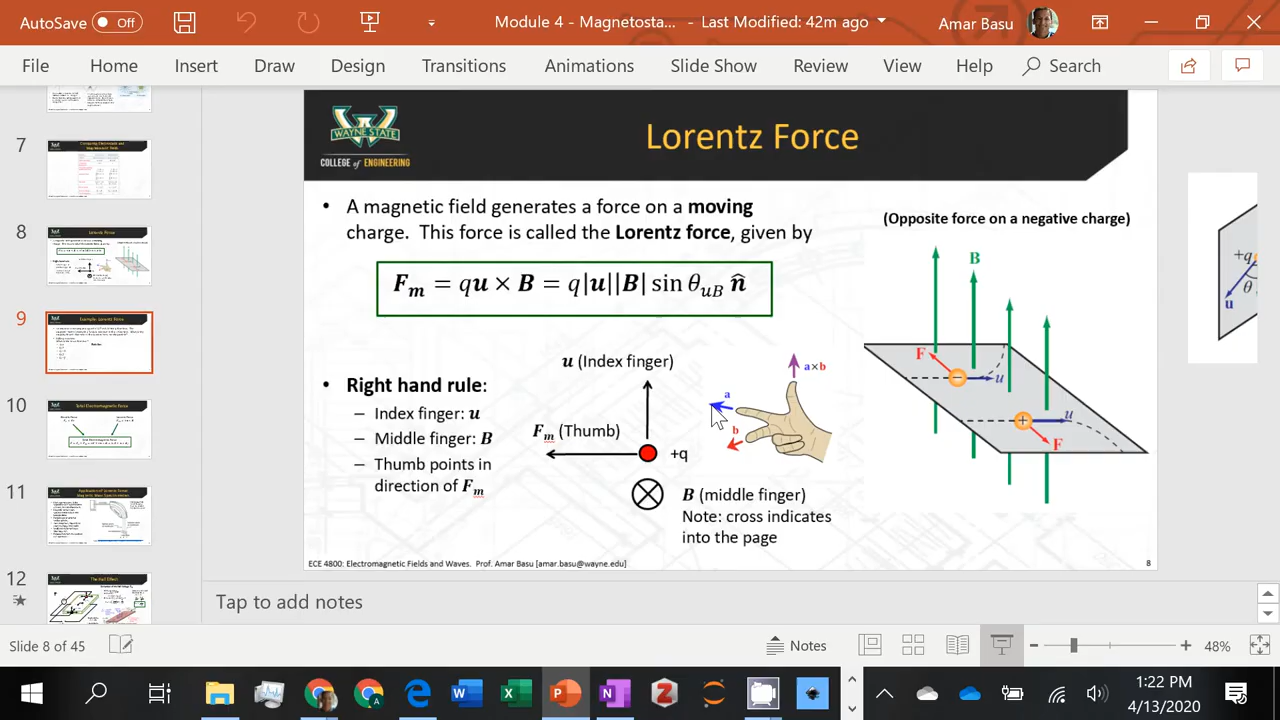 AutoSave Off
Module 4 - Magnetosta... - Last Modified: 42m ago
Amar Basu
File Home Insert Draw Design Transitions Animations Slide Show Review View Help Search
7
8
9
10
11
12
WAYNE STATE
COLLEGE of ENGINEERING
Lorentz Force
• A magnetic field generates a force on a moving
charge. This force is called the Lorentz force, given by
Fm = qu × B = q|u||B| sin θuB n̂
• Right hand rule:
– Index finger: u
– Middle finger: B
– Thumb points in
direction of Fm
u (Index finger)
Fm (Thumb)
+q
B (middle finger)
Note: cross indicates
into the page
a×b
a
b
(Opposite force on a negative charge)
B
F
−
u
+
u
F
+q
u
θ
ECE 4800: Electromagnetic Fields and Waves. Prof. Amar Basu [amar.basu@wayne.edu]
8
Tap to add notes
Slide 8 of 45
Notes
48%
1:22 PM
4/13/2020